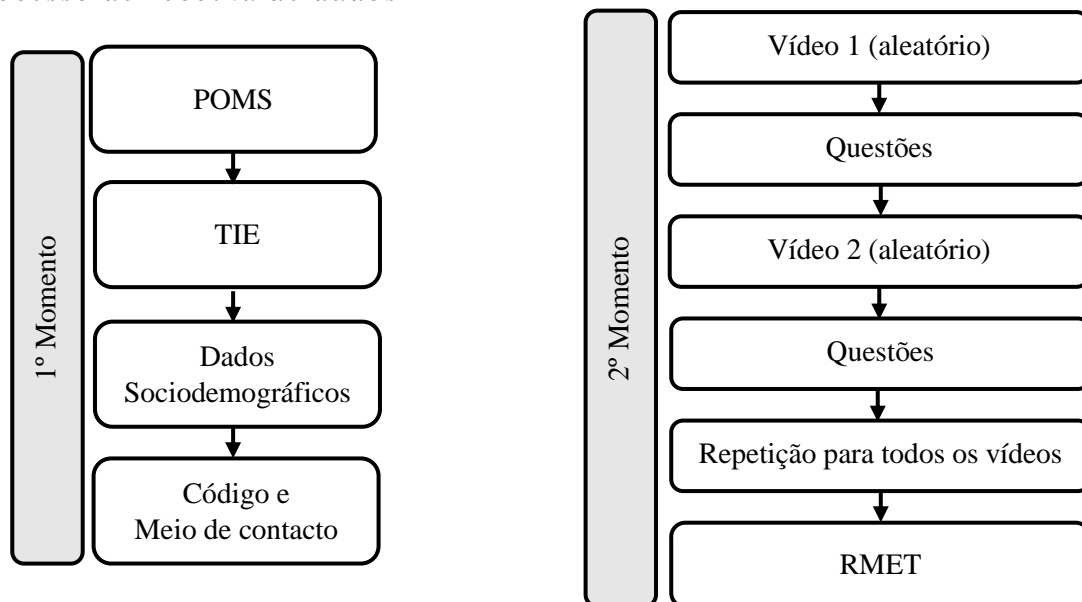 1º Momento
POMS
TIE
Dados
Sociodemográficos
Código e
Meio de contacto
2º Momento
Vídeo 1 (aleatório)
Questões
Vídeo 2 (aleatório)
Questões
Repetição para todos os vídeos
RMET